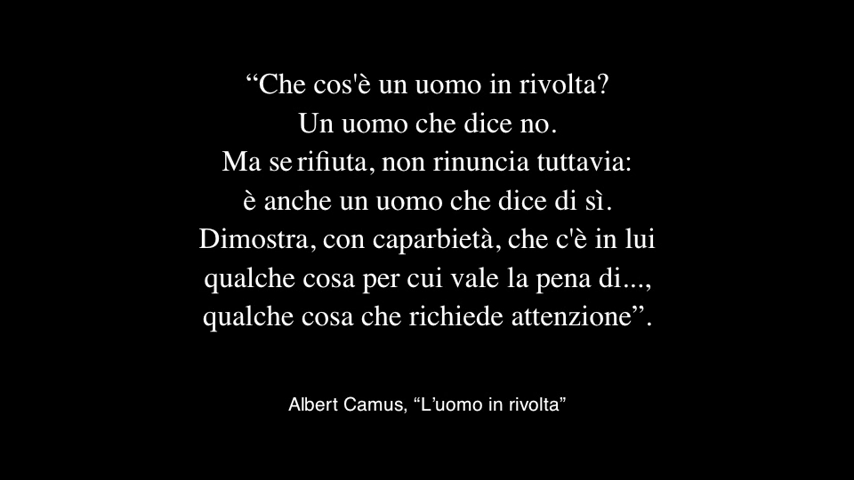 “Che cos'è un uomo in rivolta?
Un uomo che dice no.
Ma se rifiuta, non rinuncia tuttavia:
è anche un uomo che dice di sì.
Dimostra, con caparbietà, che c'è in lui
qualche cosa per cui vale la pena di...,
qualche cosa che richiede attenzione”.
Albert Camus, “L’uomo in rivolta”